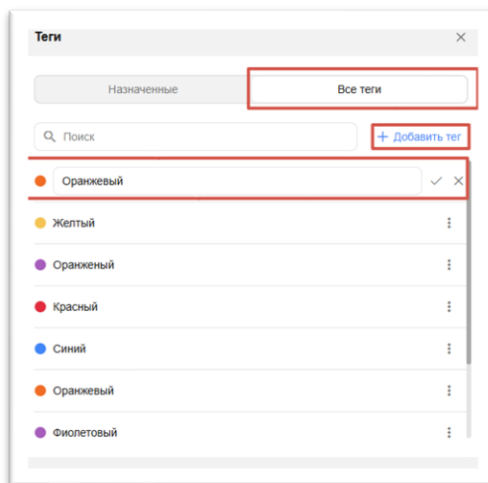 Теги
Назначенные Все теги
Поиск + Добавить тег
Оранжевый
Желтый
Оранженый
Красный
Синий
Оранжевый
Фиолетовый